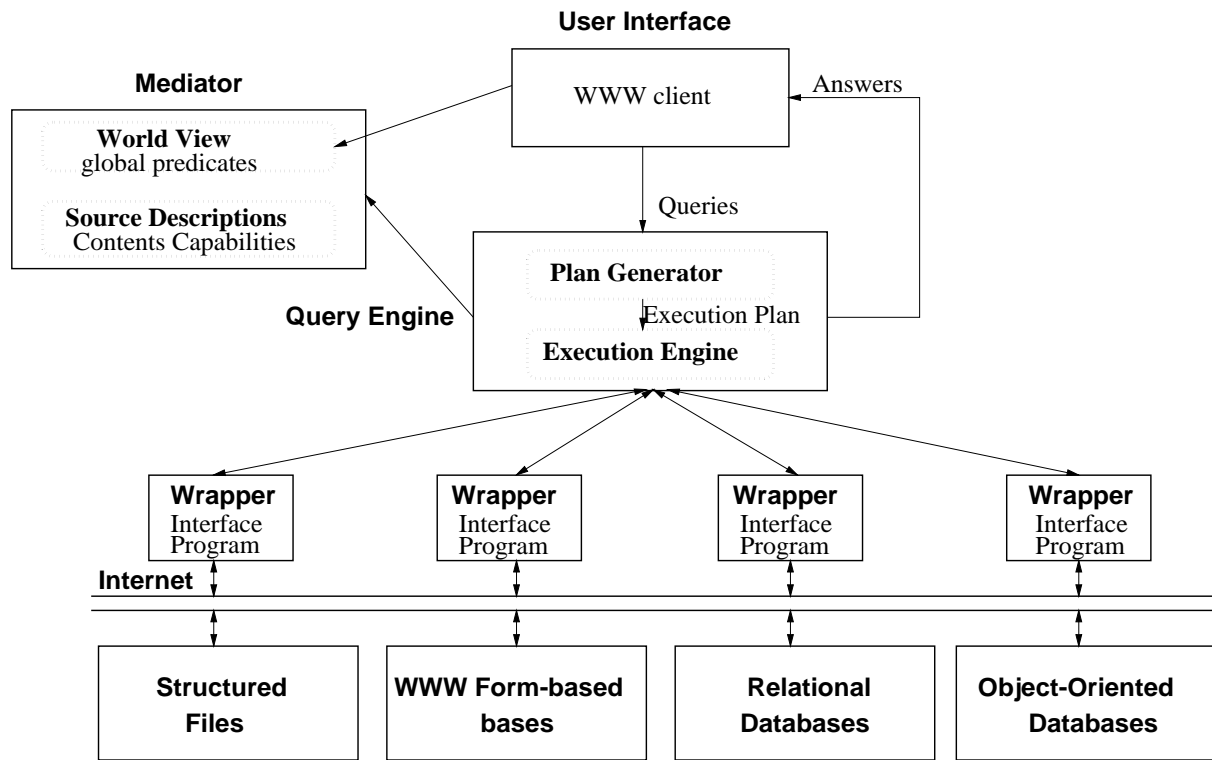 User Interface
WWW client
Answers
Mediator
World View
global predicates
Source Descriptions
Contents Capabilities
Queries
Plan Generator
Execution Plan
Query Engine
Execution Engine
Wrapper
Interface
Program
Wrapper
Interface
Program
Wrapper
Interface
Program
Wrapper
Interface
Program
Internet
Structured
Files
WWW Form-based
bases
Relational
Databases
Object-Oriented
Databases